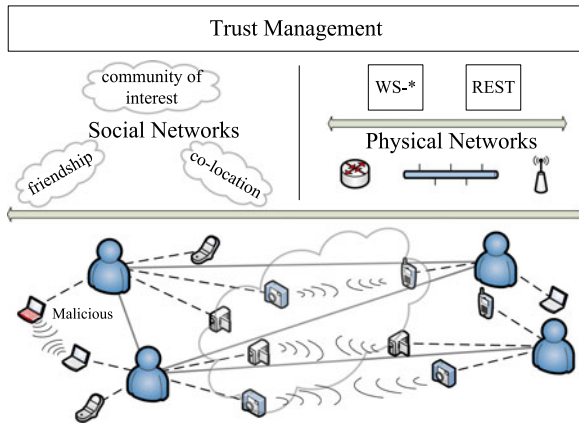 Trust Management
community of
interest
WS-*
REST
Social Networks
Physical Networks
friendship
co-location
Malicious